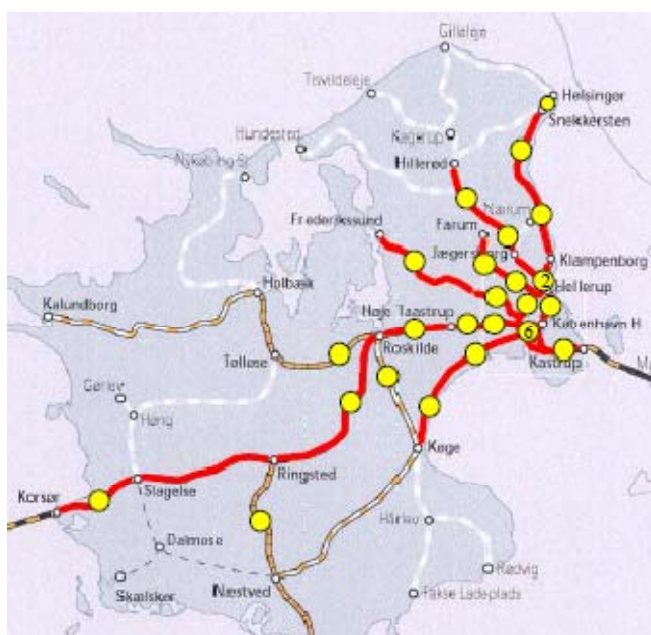 Gilleleje
Tisvildeleje
Helsingør
Snekkersten
Hundested
Kagerup
Nykøbing Sj
Hillerød
Nærum
Frederikssund
Farum
Jægersborg
Klampenborg
2
Hellerup
Holbæk
Kalundborg
Høje Taastrup
København H
6
Roskilde
Kastrup
Tølløse
Gørlev
Høng
Køge
Ringsted
Slagelse
Korsør
Hårlev
Dalmose
Rødvig
Skælskør
Næstved
Fakse Ladeplads